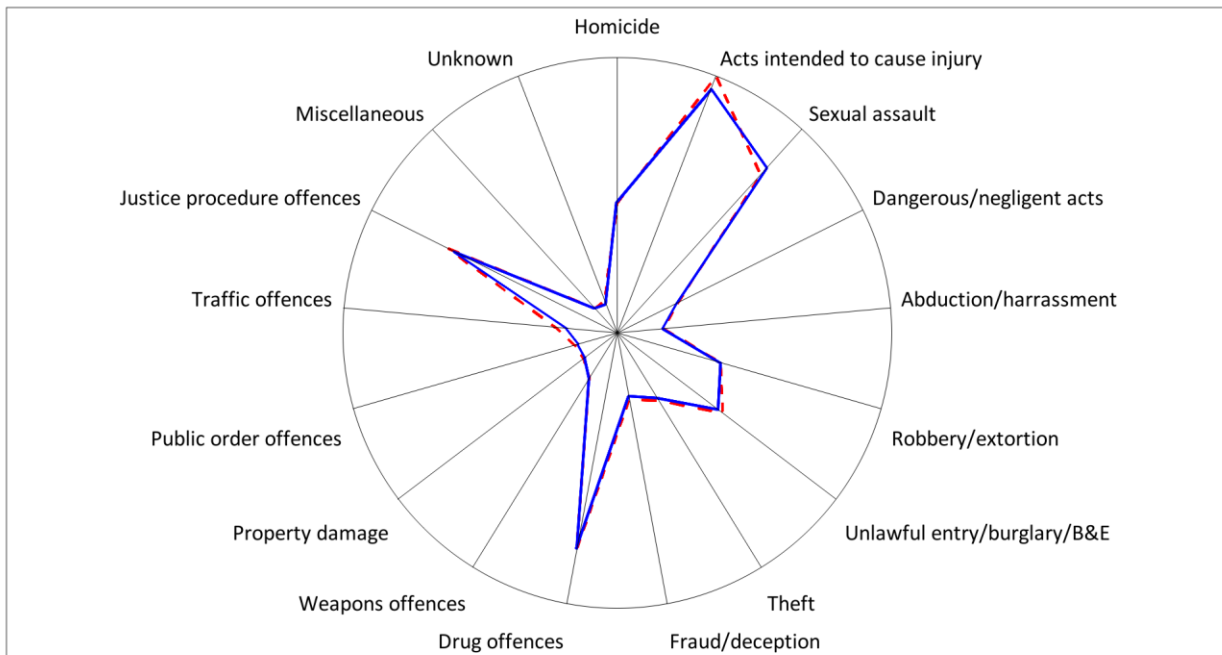 Homicide
Acts intended to cause injury
Sexual assault
Dangerous/negligent acts
Abduction/harrassment
Robbery/extortion
Unlawful entry/burglary/B&E
Theft
Fraud/deception
Drug offences
Weapons offences
Property damage
Public order offences
Traffic offences
Justice procedure offences
Miscellaneous
Unknown